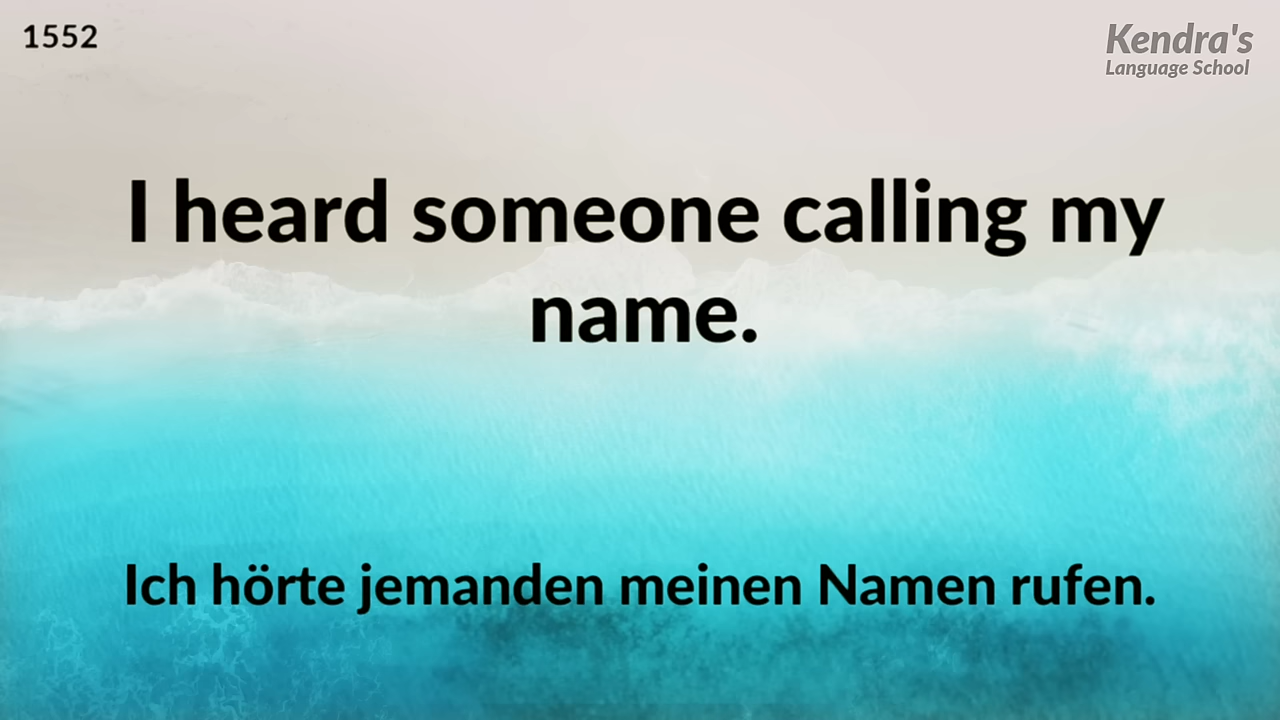 1552
Kendra's
Language School
I heard someone calling my
name.
Ich hörte jemanden meinen Namen rufen.